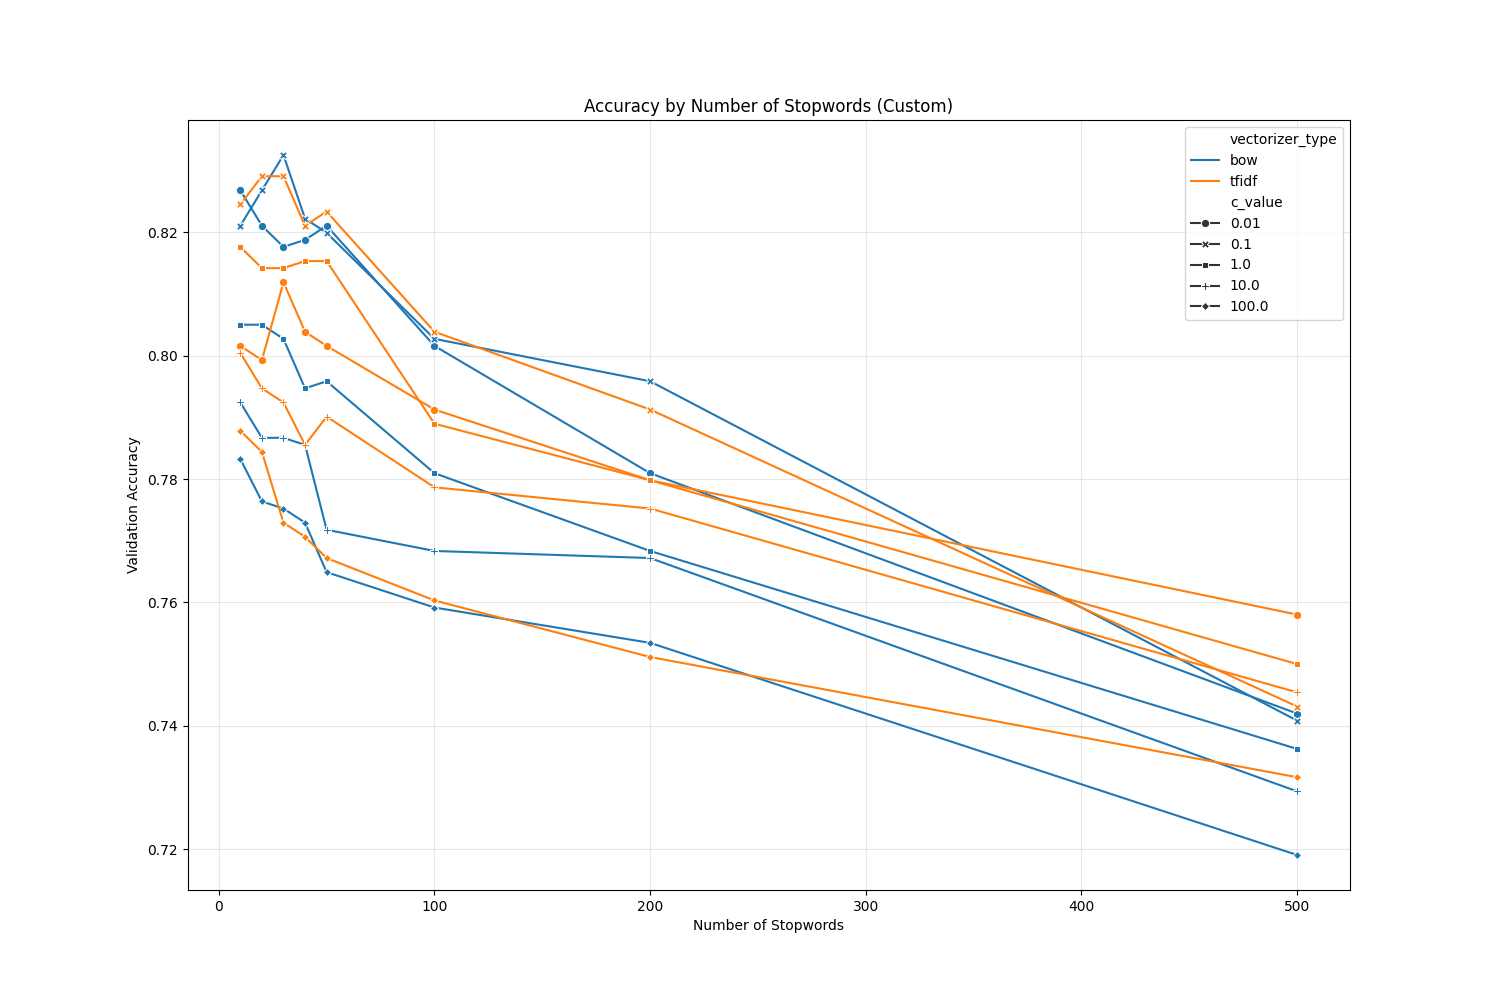 Accuracy by Number of Stopwords (Custom)
vectorizer_type
bow
tfidf
c_value
0.01
0.1
1.0
10.0
100.0
Validation Accuracy
0.82
0.80
0.78
0.76
0.74
0.72
0
100
200
300
400
500
Number of Stopwords